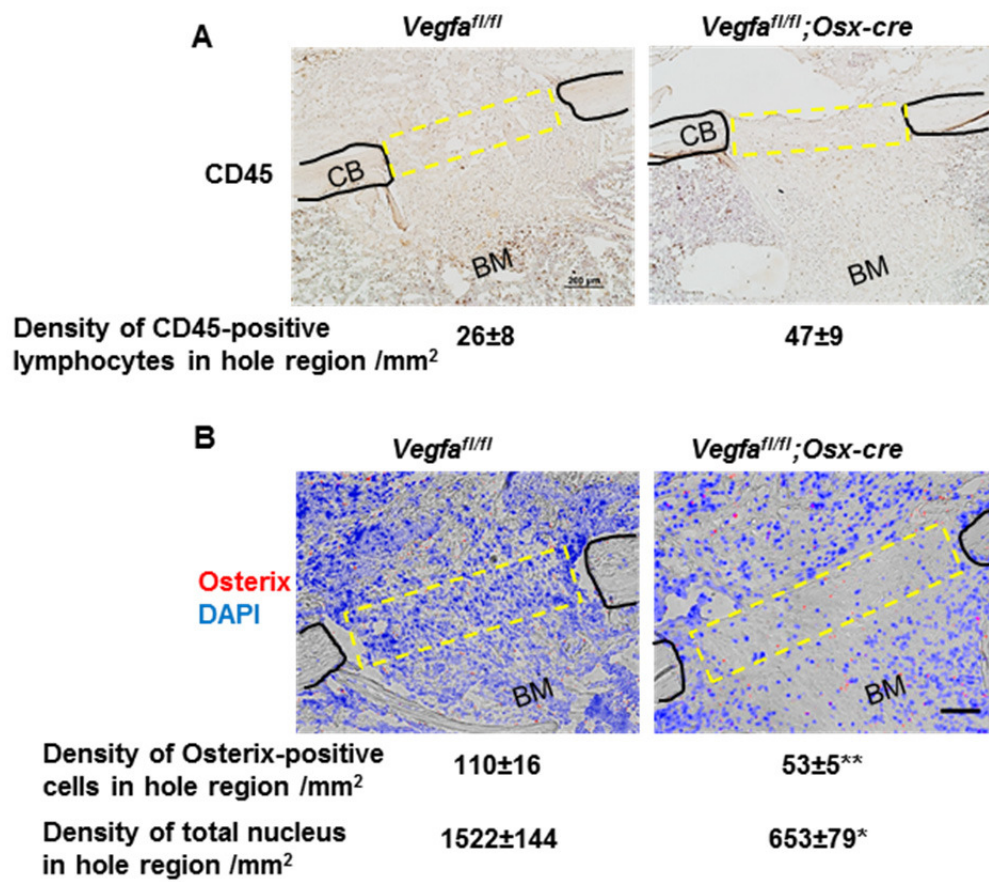 A
Vegfafl/fl
Vegfafl/fl;Osx-cre
CD45
CB
BM
200 μm
CB
BM
Density of CD45-positive
lymphocytes in hole region /mm2
26±8
47±9
B
Vegfafl/fl
Vegfafl/fl;Osx-cre
Osterix
DAPI
BM
BM
Density of Osterix-positive
cells in hole region /mm2
110±16
53±5**
Density of total nucleus
in hole region /mm2
1522±144
653±79*